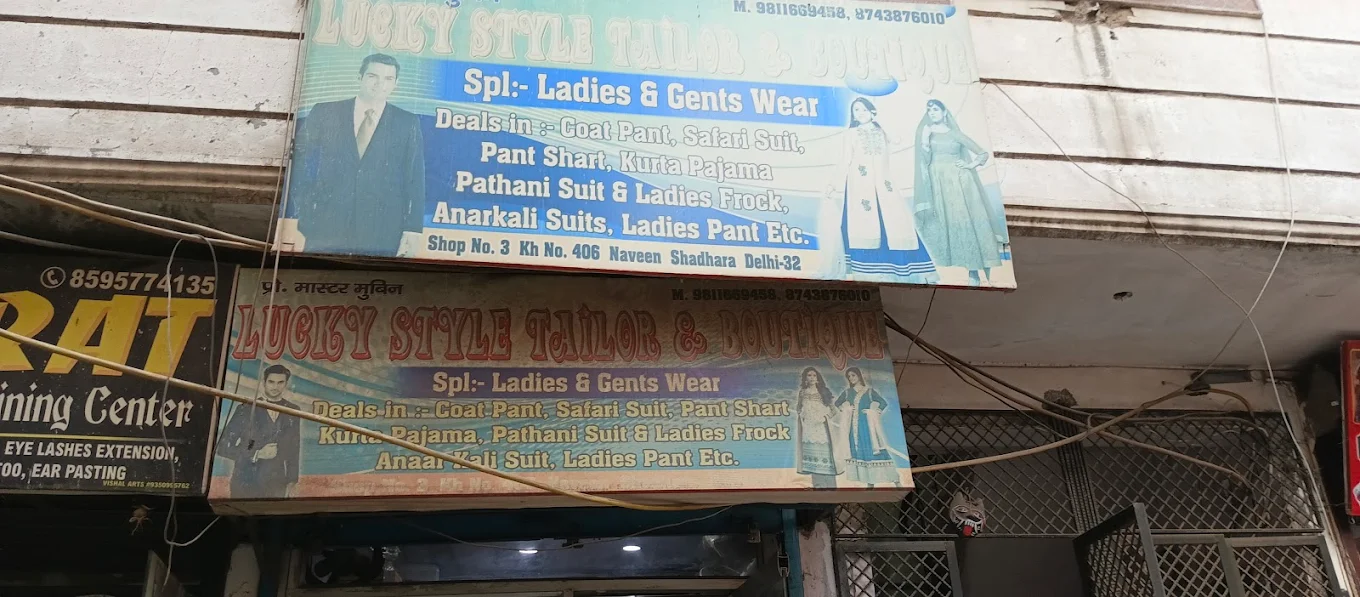 M. 9811669458, 8743876010
LUCKY STYLE TAILOR & BOUTIQUE
Spl:- Ladies & Gents Wear
Deals in :- Coat Pant, Safari Suit,
Pant Shart, Kurta Pajama
Pathani Suit & Ladies Frock,
Anarkali Suits, Ladies Pant Etc.
Shop No. 3 Kh No. 406 Naveen Shadhara Delhi-32
प्रो. मास्टर मुबिन
M. 9811669458, 8743876010
LUCKY STYLE TAILOR & BOUTIQUE
Spl:- Ladies & Gents Wear
Deals in :- Coat Pant, Safari Suit, Pant Shart
Kurta Pajama, Pathani Suit & Ladies Frock
Anaar Kali Suit, Ladies Pant Etc.
8595774135
RAT
ining Center
EYE LASHES EXTENSION,
TOO, EAR PASTING
VISHAL ARTS